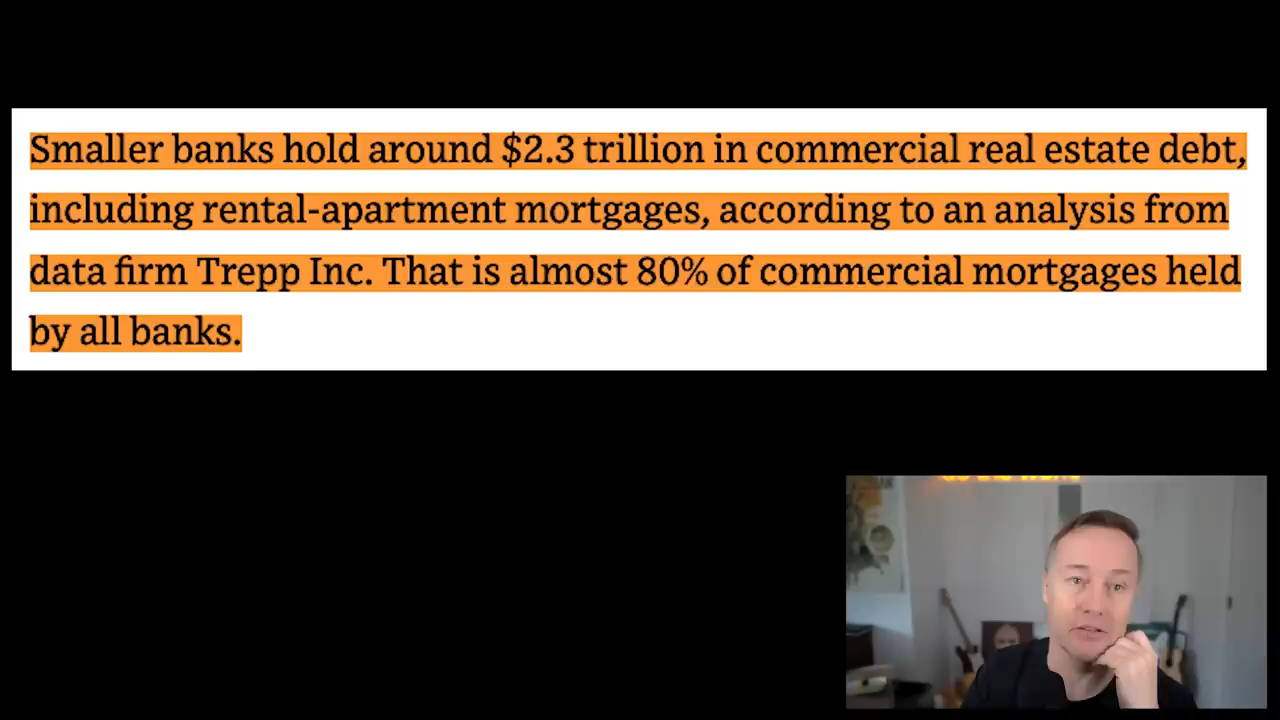 Smaller banks hold around $2.3 trillion in commercial real estate debt,
including rental-apartment mortgages, according to an analysis from
data firm Trepp Inc. That is almost 80% of commercial mortgages held
by all banks.